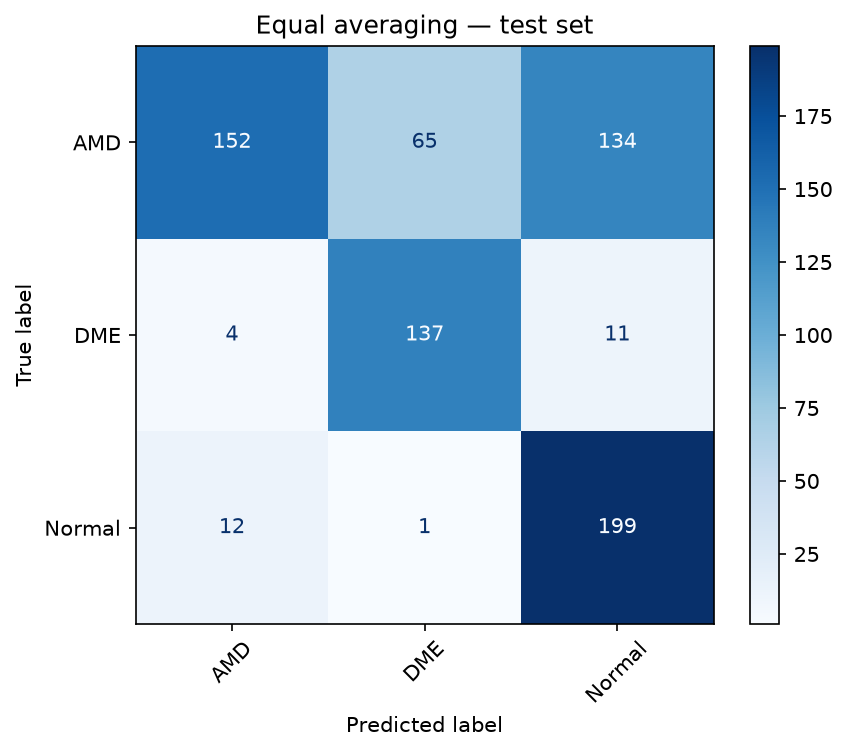 Equal averaging — test set
AMD 152 65 134
DME 4 137 11
Normal 12 1 199
AMD DME Normal
True label
Predicted label
175
150
125
100
75
50
25